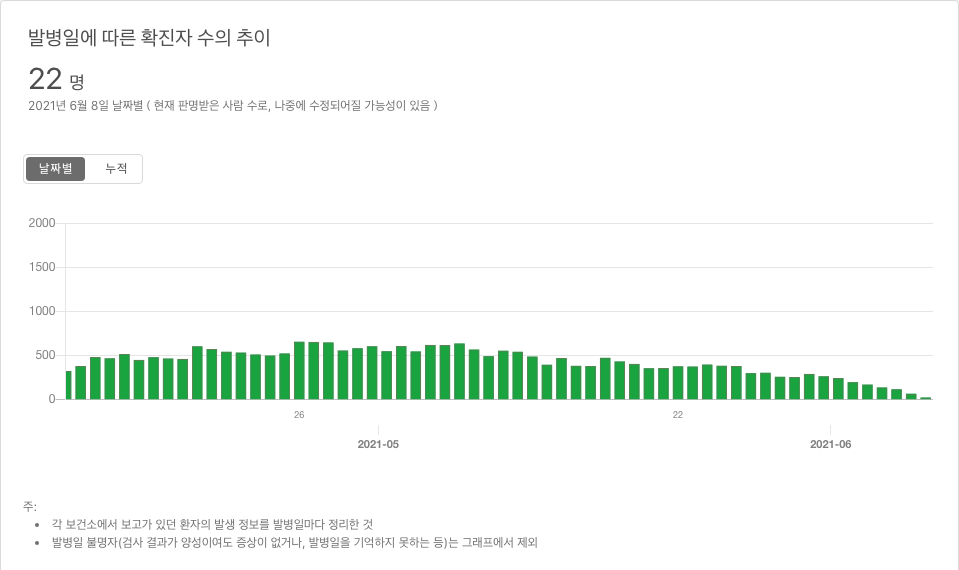 발병일에 따른 확진자 수의 추이
22 명
2021년 6월 8일 날짜별 ( 현재 판명받은 사람 수로, 나중에 수정되어질 가능성이 있음 )
날짜별 누적
2000
1500
1000
500
0
26 22
2021-05 2021-06
주:
• 각 보건소에서 보고가 있던 환자의 발생 정보를 발병일마다 정리한 것
• 발병일 불명자(검사 결과가 양성이여도 증상이 없거나, 발병일을 기억하지 못하는 등)는 그래프에서 제외